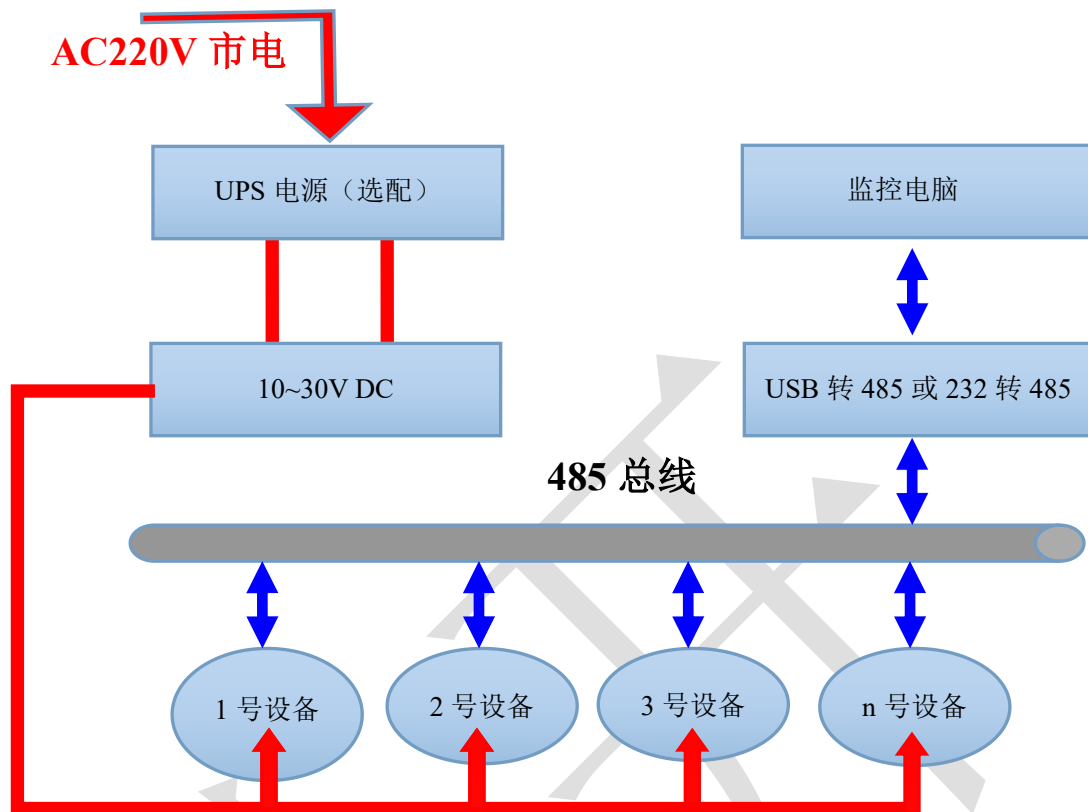 AC220V 市电
UPS 电源（选配）
监控电脑
10~30V DC
USB 转 485 或 232 转 485
485 总线
1 号设备
2 号设备
3 号设备
n 号设备